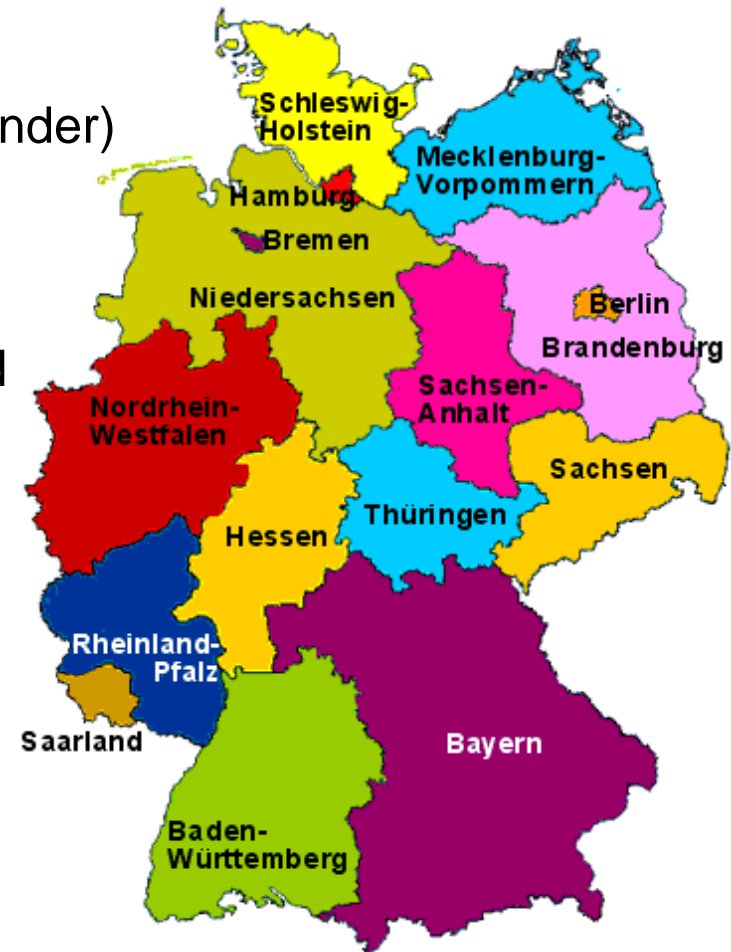 Schleswig-
Holstein
nder)
Mecklenburg-
Vorpommern
Hamburg
Bremen
Niedersachsen
Berlin
Brandenburg
d
Sachsen-
Anhalt
Nordrhein-
Westfalen
Sachsen
Thüringen
Hessen
Rheinland-
Pfalz
Saarland
Bayern
Baden-
Württemberg